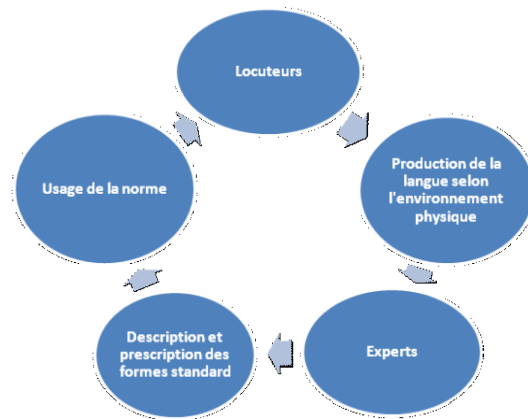 Locuteurs
Production de la
langue selon
l'environnement
physique
Experts
Description et
prescription des
formes standard
Usage de la norme